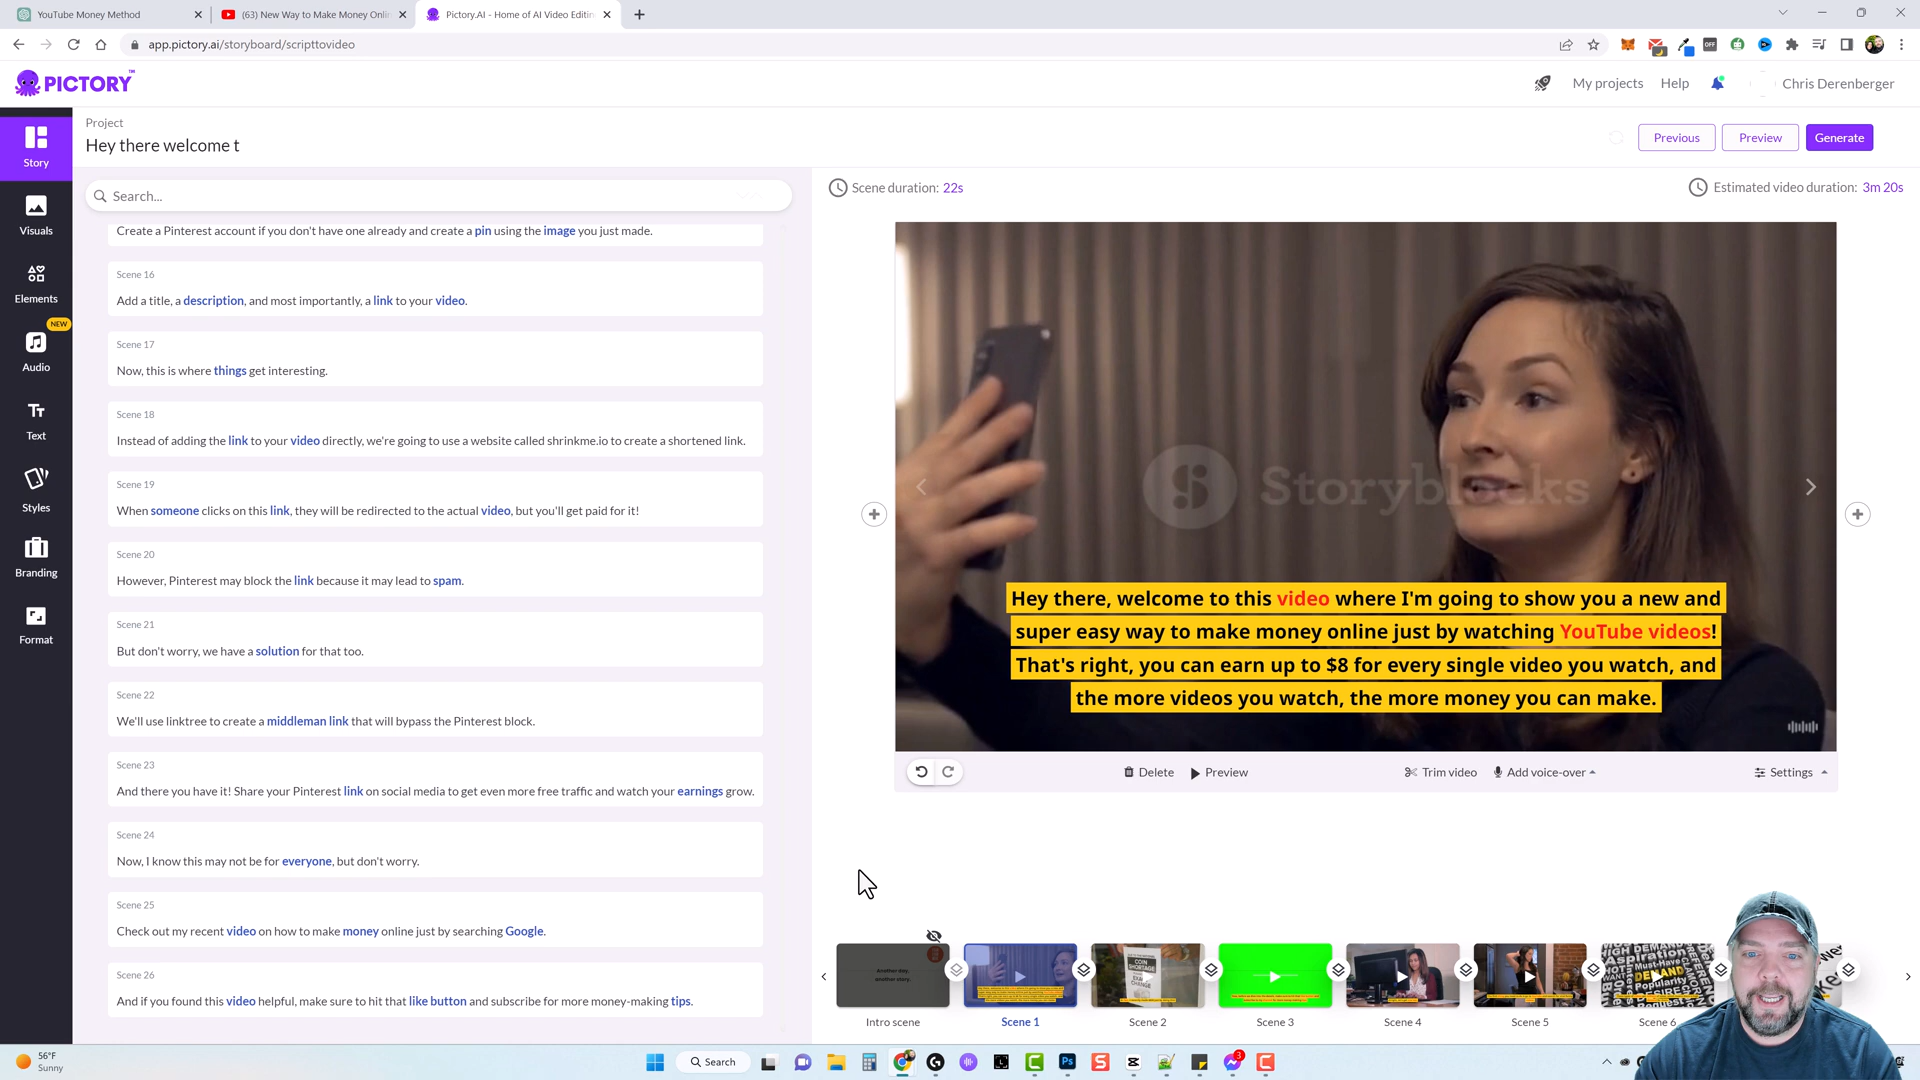 YouTube Money Method
(63) New Way to Make Money Onlin
Pictory.AI - Home of AI Video Editin
app.pictory.ai/storyboard/scripttovideo
OFF
PICTORY
My projects
Help
Chris Derenberger
Project
Hey there welcome t
Previous
Preview
Generate
Story
Visuals
Elements
NEW
Audio
Text
Styles
Branding
Format
Search...
Scene duration: 22s
Estimated video duration: 3m 20s
Create a Pinterest account if you don't have one already and create a pin using the image you just made.
Scene 16
Add a title, a description, and most importantly, a link to your video.
Scene 17
Now, this is where things get interesting.
Scene 18
Instead of adding the link to your video directly, we're going to use a website called shrinkme.io to create a shortened link.
Scene 19
When someone clicks on this link, they will be redirected to the actual video, but you'll get paid for it!
Scene 20
However, Pinterest may block the link because it may lead to spam.
Scene 21
But don't worry, we have a solution for that too.
Scene 22
We'll use linktree to create a middleman link that will bypass the Pinterest block.
Scene 23
And there you have it! Share your Pinterest link on social media to get even more free traffic and watch your earnings grow.
Scene 24
Now, I know this may not be for everyone, but don't worry.
Scene 25
Check out my recent video on how to make money online just by searching Google.
Scene 26
And if you found this video helpful, make sure to hit that like button and subscribe for more money-making tips.
Storyblocks
Hey there, welcome to this video where I'm going to show you a new and
super easy way to make money online just by watching YouTube videos!
That's right, you can earn up to $8 for every single video you watch, and
the more videos you watch, the more money you can make.
Delete
Preview
Trim video
Add voice-over
Settings
Another day,
another story.
COIN
SHORTAGE
EXACT
CHANGE
Aspiration
Must-Have
DEMAND
Popularity
Request
Intro scene
Scene 1
Scene 2
Scene 3
Scene 4
Scene 5
Scene 6
56°F
Sunny
Search
3